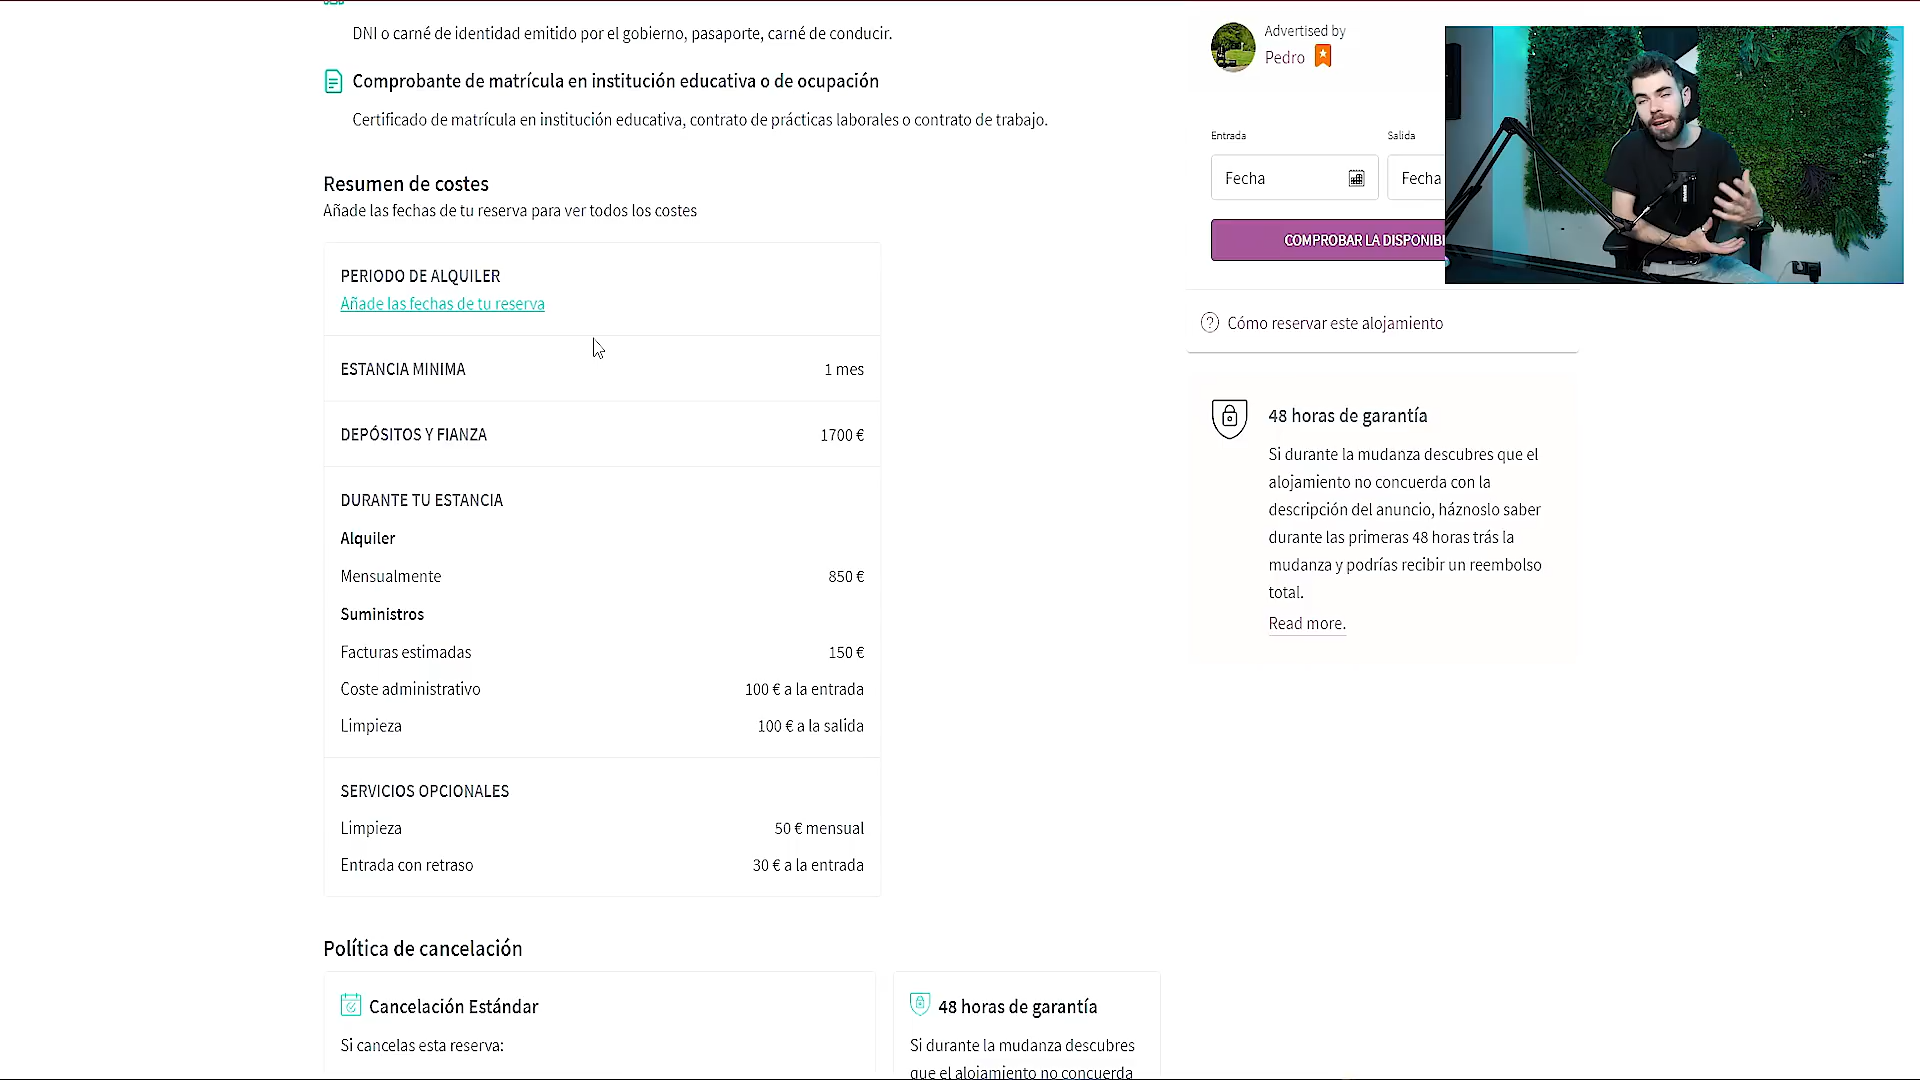 DNI o carné de identidad emitido por el gobierno, pasaporte, carné de conducir.
Comprobante de matrícula en institución educativa o de ocupación
Certificado de matrícula en institución educativa, contrato de prácticas laborales o contrato de trabajo.
Resumen de costes
Añade las fechas de tu reserva para ver todos los costes
PERIODO DE ALQUILER
Añade las fechas de tu reserva
ESTANCIA MINIMA 1 mes
DEPÓSITOS Y FIANZA 1700 €
DURANTE TU ESTANCIA
Alquiler
Mensualmente 850 €
Suministros
Facturas estimadas 150 €
Coste administrativo 100 € a la entrada
Limpieza 100 € a la salida
SERVICIOS OPCIONALES
Limpieza 50 € mensual
Entrada con retraso 30 € a la entrada
Política de cancelación
Cancelación Estándar
Si cancelas esta reserva:
48 horas de garantía
Si durante la mudanza descubres
que el alojamiento no concuerda
Advertised by
Pedro
Entrada Salida
Fecha Fecha
COMPROBAR LA DISPONIBI
Cómo reservar este alojamiento
48 horas de garantía
Si durante la mudanza descubres que el
alojamiento no concuerda con la
descripción del anuncio, háznoslo saber
durante las primeras 48 horas trás la
mudanza y podrías recibir un reembolso
total.
Read more.